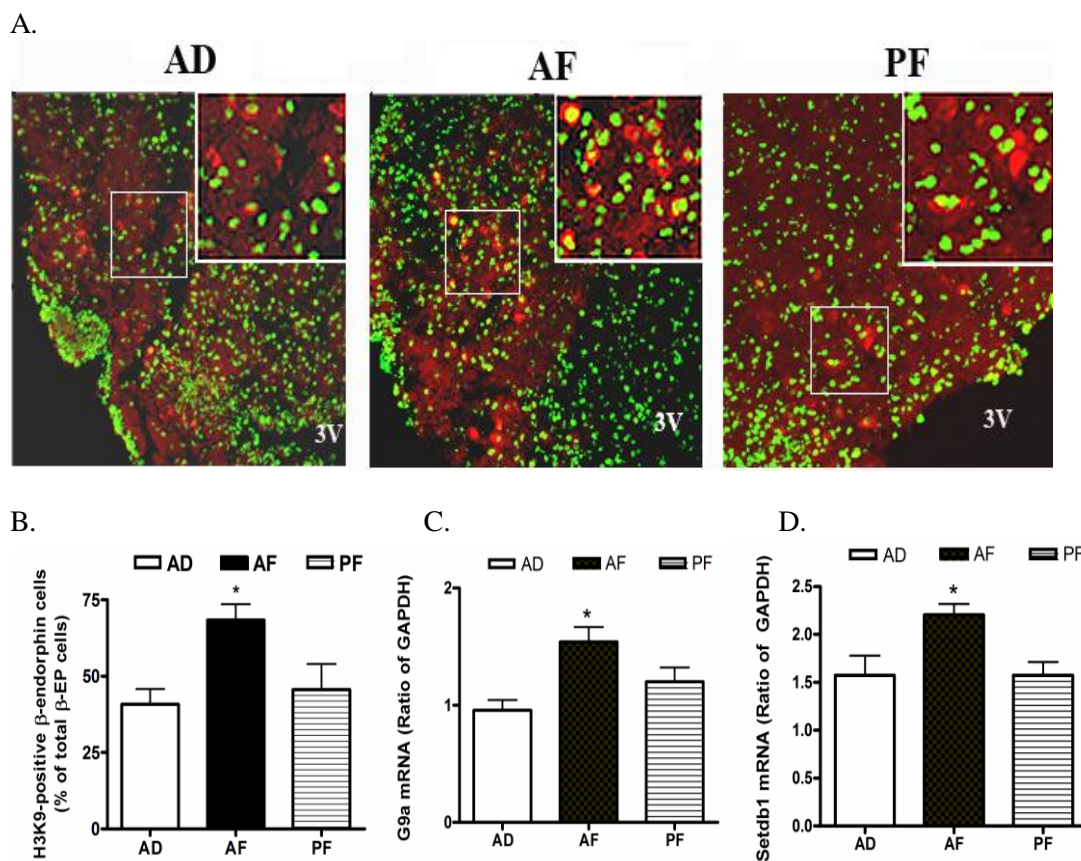 A.
AD
AF
PF
3V
3V
3V
B.
AD AF PF
H3K9-positive β-endorphin cells
(% of total β-EP cells)
75
50
25
0
*
AD AF PF
C.
AD AF PF
G9a mRNA (Ratio of GAPDH)
2
1
0
*
AD AF PF
D.
AD AF PF
Setdb1 mRNA (Ratio of GAPDH)
2.5
2.0
1.5
1.0
0.5
0.0
*
AD AF PF